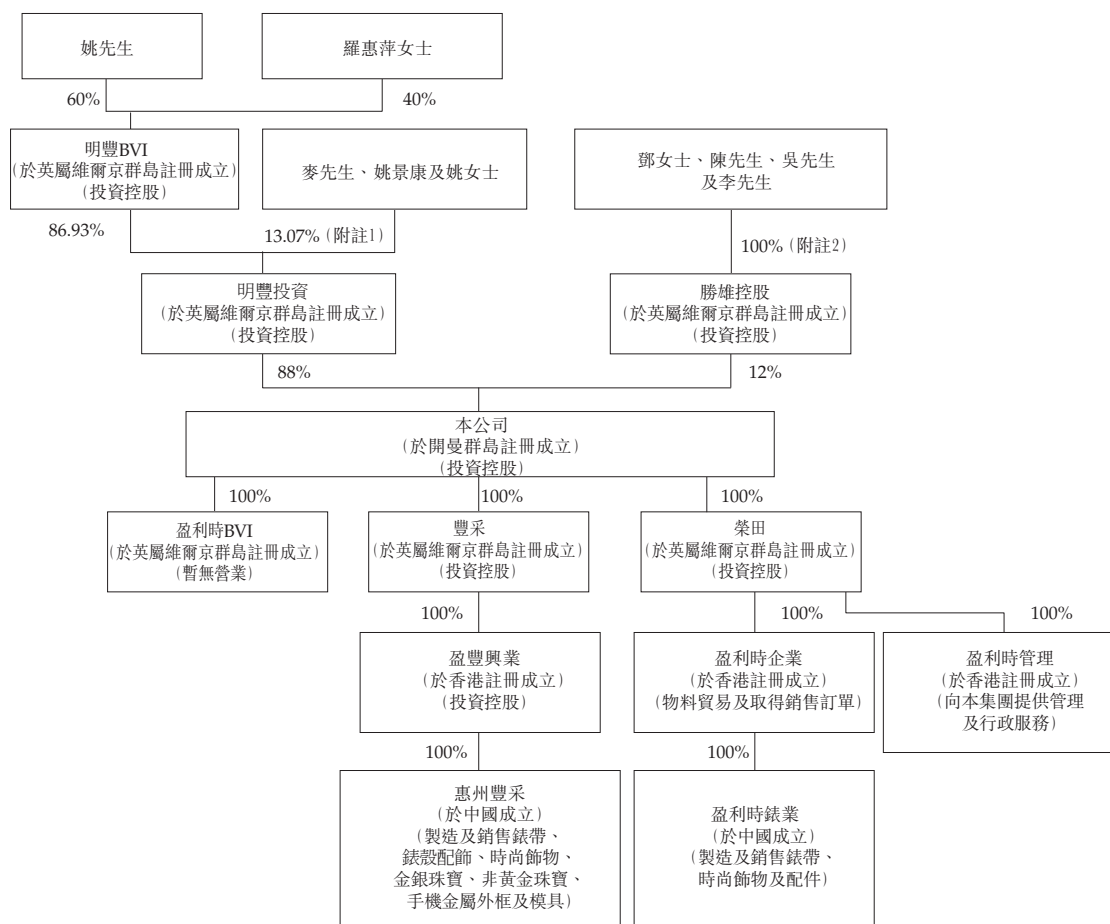 姚先生
羅惠萍女士
60%
40%
明豐BVI
(於英屬維爾京群島註冊成立)
(投資控股)
麥先生、姚景康及姚女士
鄧女士、陳先生、吳先生
及李先生
86.93%
13.07% (附註1)
100% (附註2)
明豐投資
(於英屬維爾京群島註冊成立)
(投資控股)
勝雄控股
(於英屬維爾京群島註冊成立)
(投資控股)
88%
12%
本公司
(於開曼群島註冊成立)
(投資控股)
100%
100%
100%
盈利時BVI
(於英屬維爾京群島註冊成立)
(暫無營業)
豐采
(於英屬維爾京群島註冊成立)
(投資控股)
榮田
(於英屬維爾京群島註冊成立)
(投資控股)
100%
100%
100%
盈豐興業
(於香港註冊成立)
(投資控股)
盈利時企業
(於香港註冊成立)
(物料貿易及取得銷售訂單)
盈利時管理
(於香港註冊成立)
(向本集團提供管理
及行政服務)
100%
100%
惠州豐采
(於中國成立)
(製造及銷售錶帶、
錶殼配飾、時尚飾物、
金銀珠寶、非黃金珠寶、
手機金屬外框及模具)
盈利時錶業
(於中國成立)
(製造及銷售錶帶、
時尚飾物及配件)